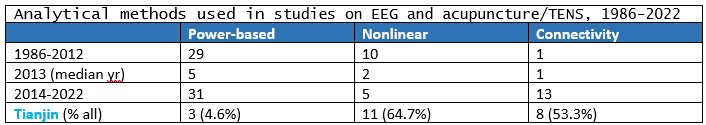 Analytical methods used in studies on EEG and acupuncture/TENS, 1986-2022
Power-based Nonlinear Connectivity
1986-2012 29 10 1
2013 (median yr) 5 2 1
2014-2022 31 5 13
Tianjin (% all) 3 (4.6%) 11 (64.7%) 8 (53.3%)